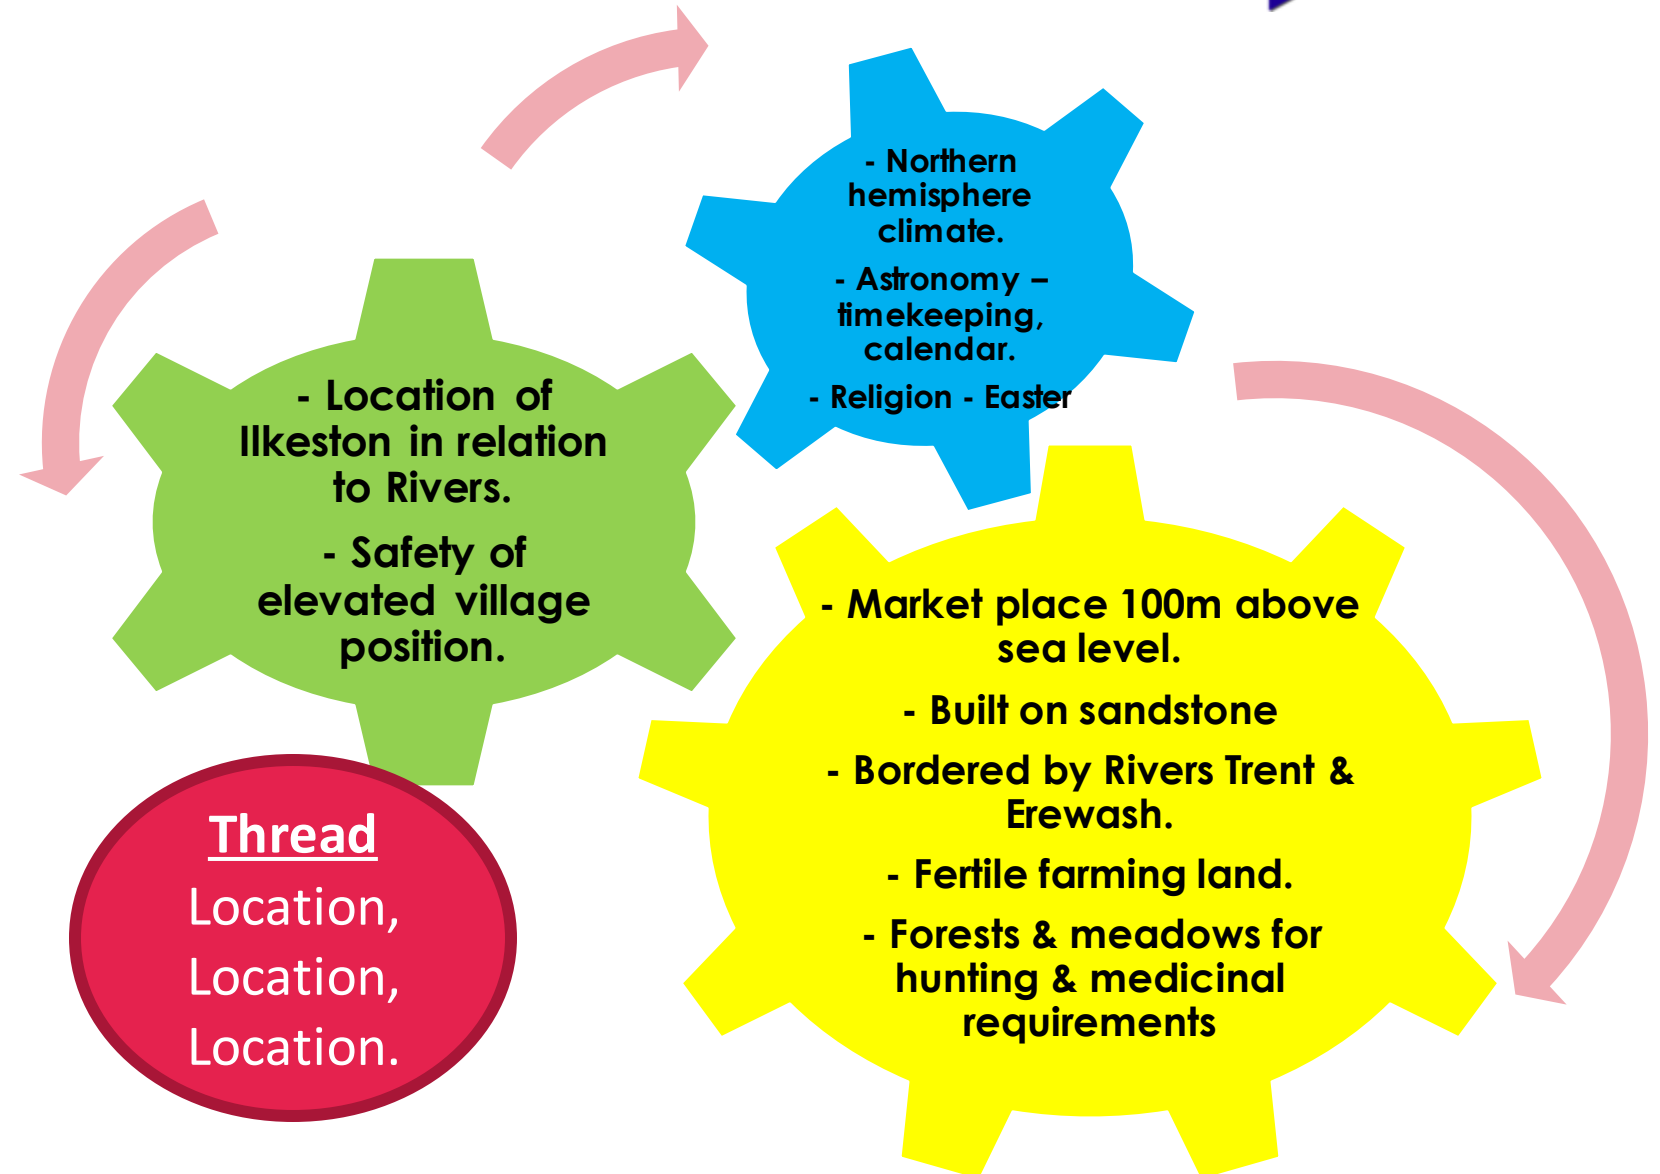 - Northern
hemisphere
climate.
- Astronomy –
timekeeping,
calendar.
- Religion - Easter
- Location of
Ilkeston in relation
to Rivers.
- Safety of
elevated village
position.
- Market place 100m above
sea level.
- Built on sandstone
- Bordered by Rivers Trent &
Erewash.
- Fertile farming land.
- Forests & meadows for
hunting & medicinal
requirements
Thread
Location,
Location,
Location.